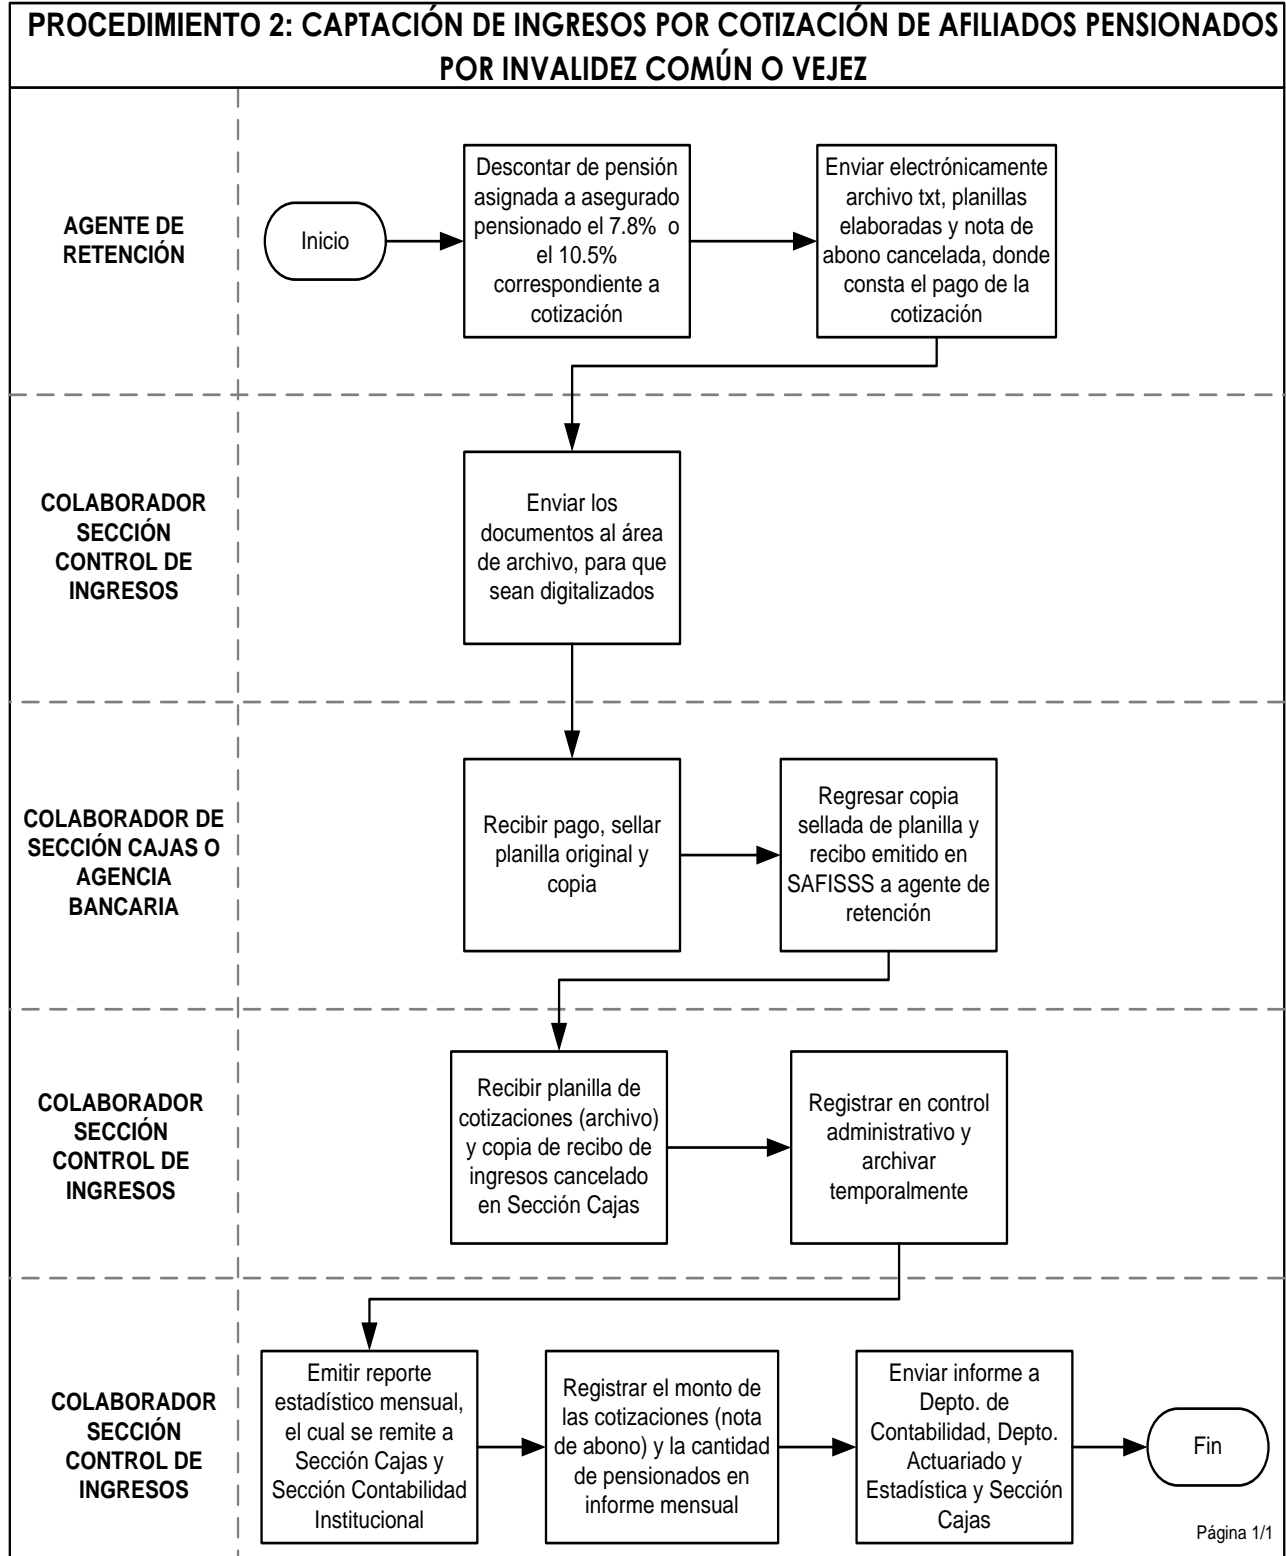 PROCEDIMIENTO 2: CAPTACIÓN DE INGRESOS POR COTIZACIÓN DE AFILIADOS PENSIONADOS
POR INVALIDEZ COMÚN O VEJEZ
AGENTE DE
RETENCIÓN
Inicio
Descontar de pensión
asignada a asegurado
pensionado el 7.8% o
el 10.5%
correspondiente a
cotización
Enviar electrónicamente
archivo txt, planillas
elaboradas y nota de
abono cancelada, donde
consta el pago de la
cotización
COLABORADOR
SECCIÓN
CONTROL DE
INGRESOS
Enviar los
documentos al área
de archivo, para que
sean digitalizados
COLABORADOR DE
SECCIÓN CAJAS O
AGENCIA
BANCARIA
Recibir pago, sellar
planilla original y
copia
Regresar copia
sellada de planilla y
recibo emitido en
SAFISSS a agente de
retención
COLABORADOR
SECCIÓN
CONTROL DE
INGRESOS
Recibir planilla de
cotizaciones (archivo)
y copia de recibo de
ingresos cancelado
en Sección Cajas
Registrar en control
administrativo y
archivar
temporalmente
COLABORADOR
SECCIÓN
CONTROL DE
INGRESOS
Emitir reporte
estadístico mensual,
el cual se remite a
Sección Cajas y
Sección Contabilidad
Institucional
Registrar el monto de
las cotizaciones (nota
de abono) y la cantidad
de pensionados en
informe mensual
Enviar informe a
Depto. de
Contabilidad, Depto.
Actuariado y
Estadística y Sección
Cajas
Fin
Página 1/1